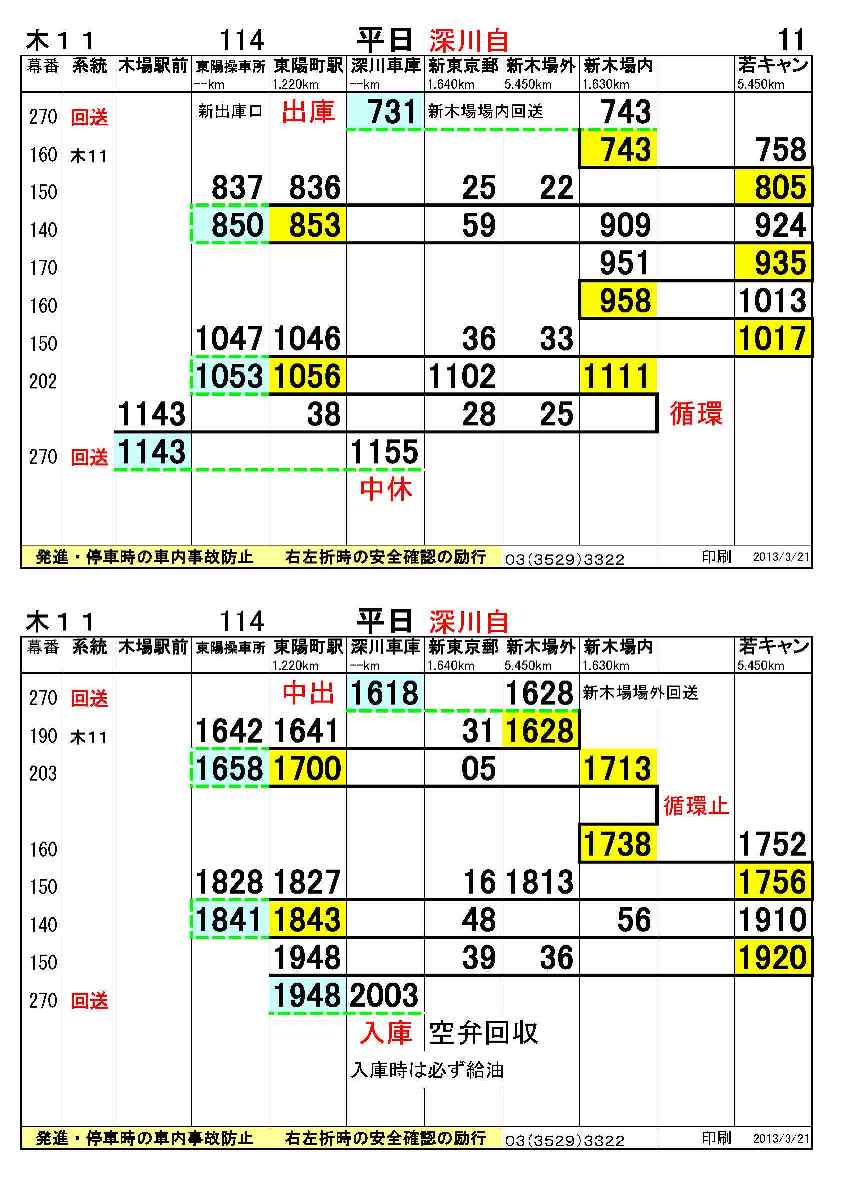 木１１ 114 平日 深川自 11
幕番 系統 木場駅前 東陽操車所 東陽町駅 深川車庫 新東京郵 新木場外 新木場内 若キャン
--km 1.220km --km 1.640km 5.450km 1.630km 5.450km
270 回送 新出庫口 出庫 731 新木場場内回送 743
160 木11 743 758
150 837 836 25 22 805
140 850 853 59 909 924
170 951 935
160 958 1013
150 1047 1046 36 33 1017
202 1053 1056 1102 1111
1143 38 28 25 循環
270 回送 1143 1155
中休
発進・停車時の車内事故防止 右左折時の安全確認の励行 03(3529)3322 印刷 2013/3/21
木１１ 114 平日 深川自
幕番 系統 木場駅前 東陽操車所 東陽町駅 深川車庫 新東京郵 新木場外 新木場内 若キャン
1.220km --km 1.640km 5.450km 1.630km 5.450km
270 回送 中出 1618 1628 新木場場外回送
190 木11 1642 1641 31 1628
203 1658 1700 05 1713
循環止
160 1738 1752
150 1828 1827 16 1813 1756
140 1841 1843 48 56 1910
150 1948 39 36 1920
270 回送 1948 2003
入庫 空弁回収
入庫時は必ず給油
発進・停車時の車内事故防止 右左折時の安全確認の励行 03(3529)3322 印刷 2013/3/21